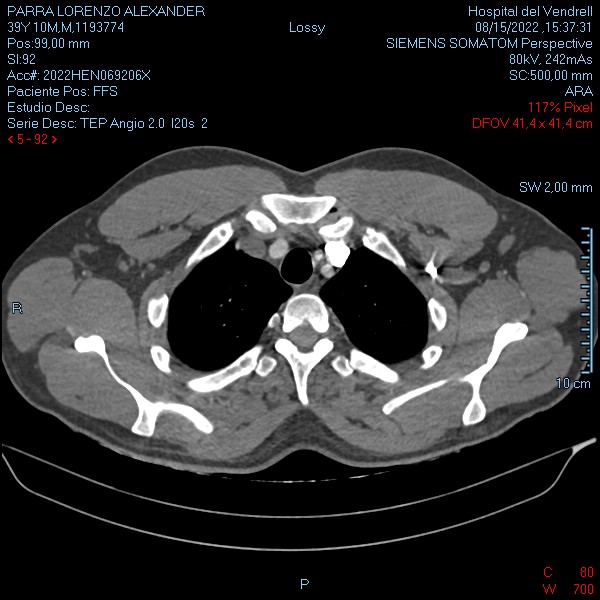 PARRA LORENZO ALEXANDER
39Y 10M,M,1193774
Pos:99,00 mm
SI:92
Acc#: 2022HEN069206X
Paciente Pos: FFS
Estudio Desc:
Serie Desc: TEP Angio 2.0 I20s 2
< 5 - 92 >
Lossy
Hospital del Vendrell
08/15/2022 ,15:37:31
SIEMENS SOMATOM Perspective
80kV, 242mAs
SC:500,00 mm
ARA
117% Pixel
DFOV 41,4 x 41,4 cm
SW 2,00 mm
R
10 cm
P
C 80
W 700